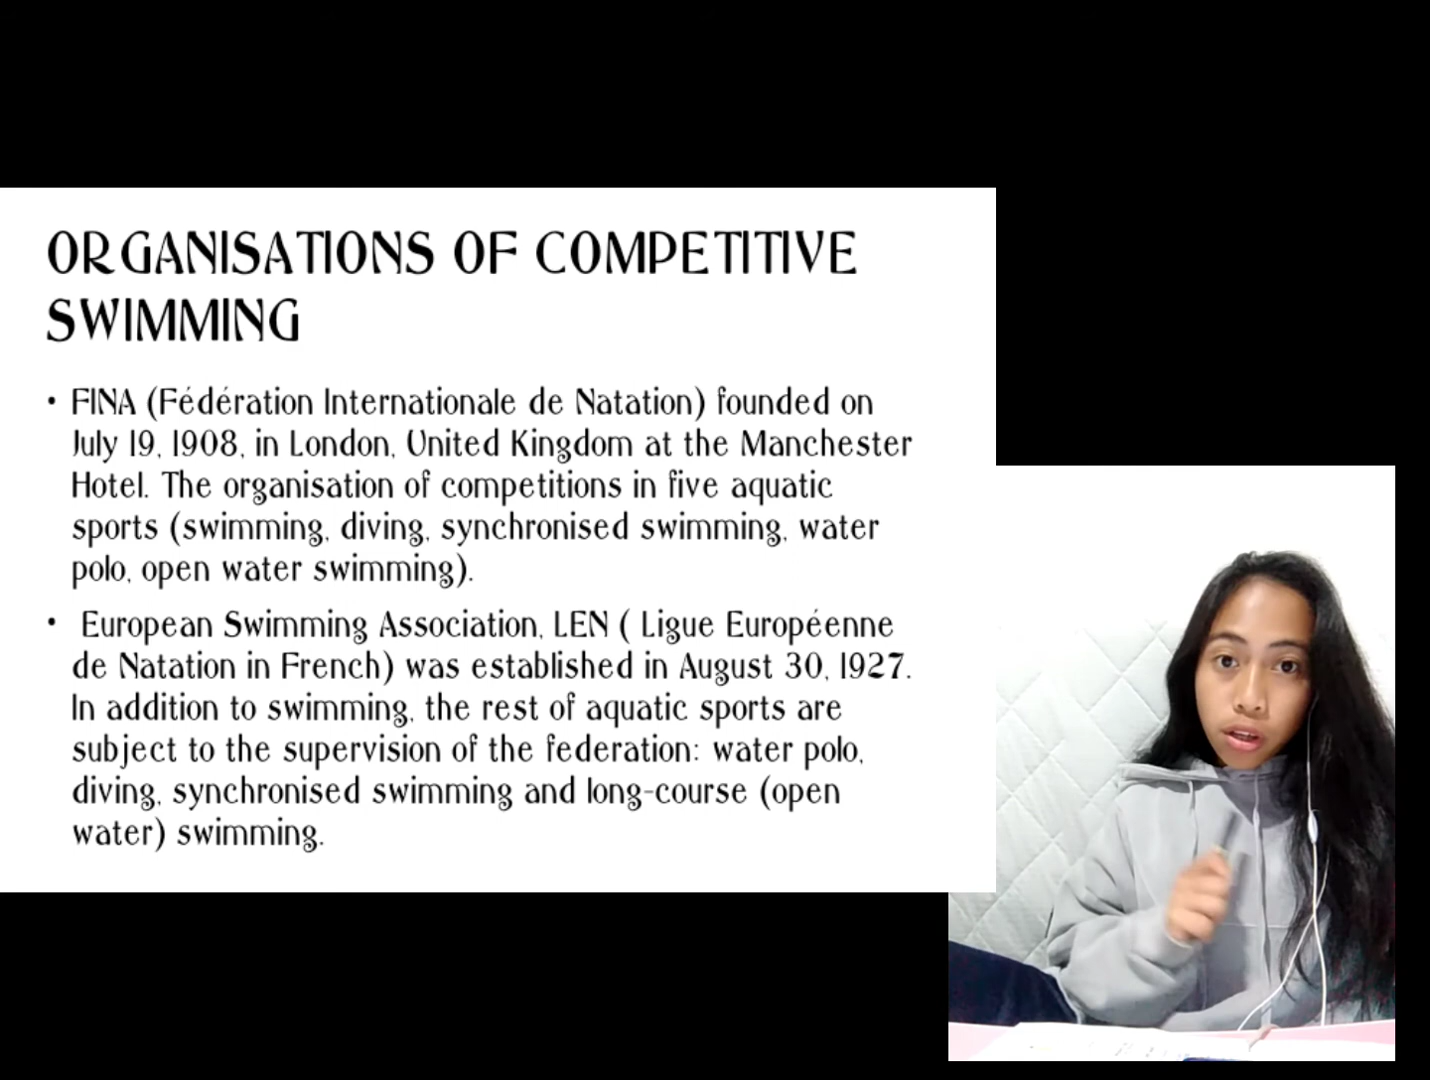 ORGANISATIONS OF COMPETITIVE
SWIMMING
• FINA (Fédération Internationale de Natation) founded on
July 19, 1908, in London, United Kingdom at the Manchester
Hotel. The organisation of competitions in five aquatic
sports (swimming, diving, synchronised swimming, water
polo, open water swimming).
• European Swimming Association, LEN ( Ligue Européenne
de Natation in French) was established in August 30, 1927.
In addition to swimming, the rest of aquatic sports are
subject to the supervision of the federation: water polo,
diving, synchronised swimming and long-course (open
water) swimming.